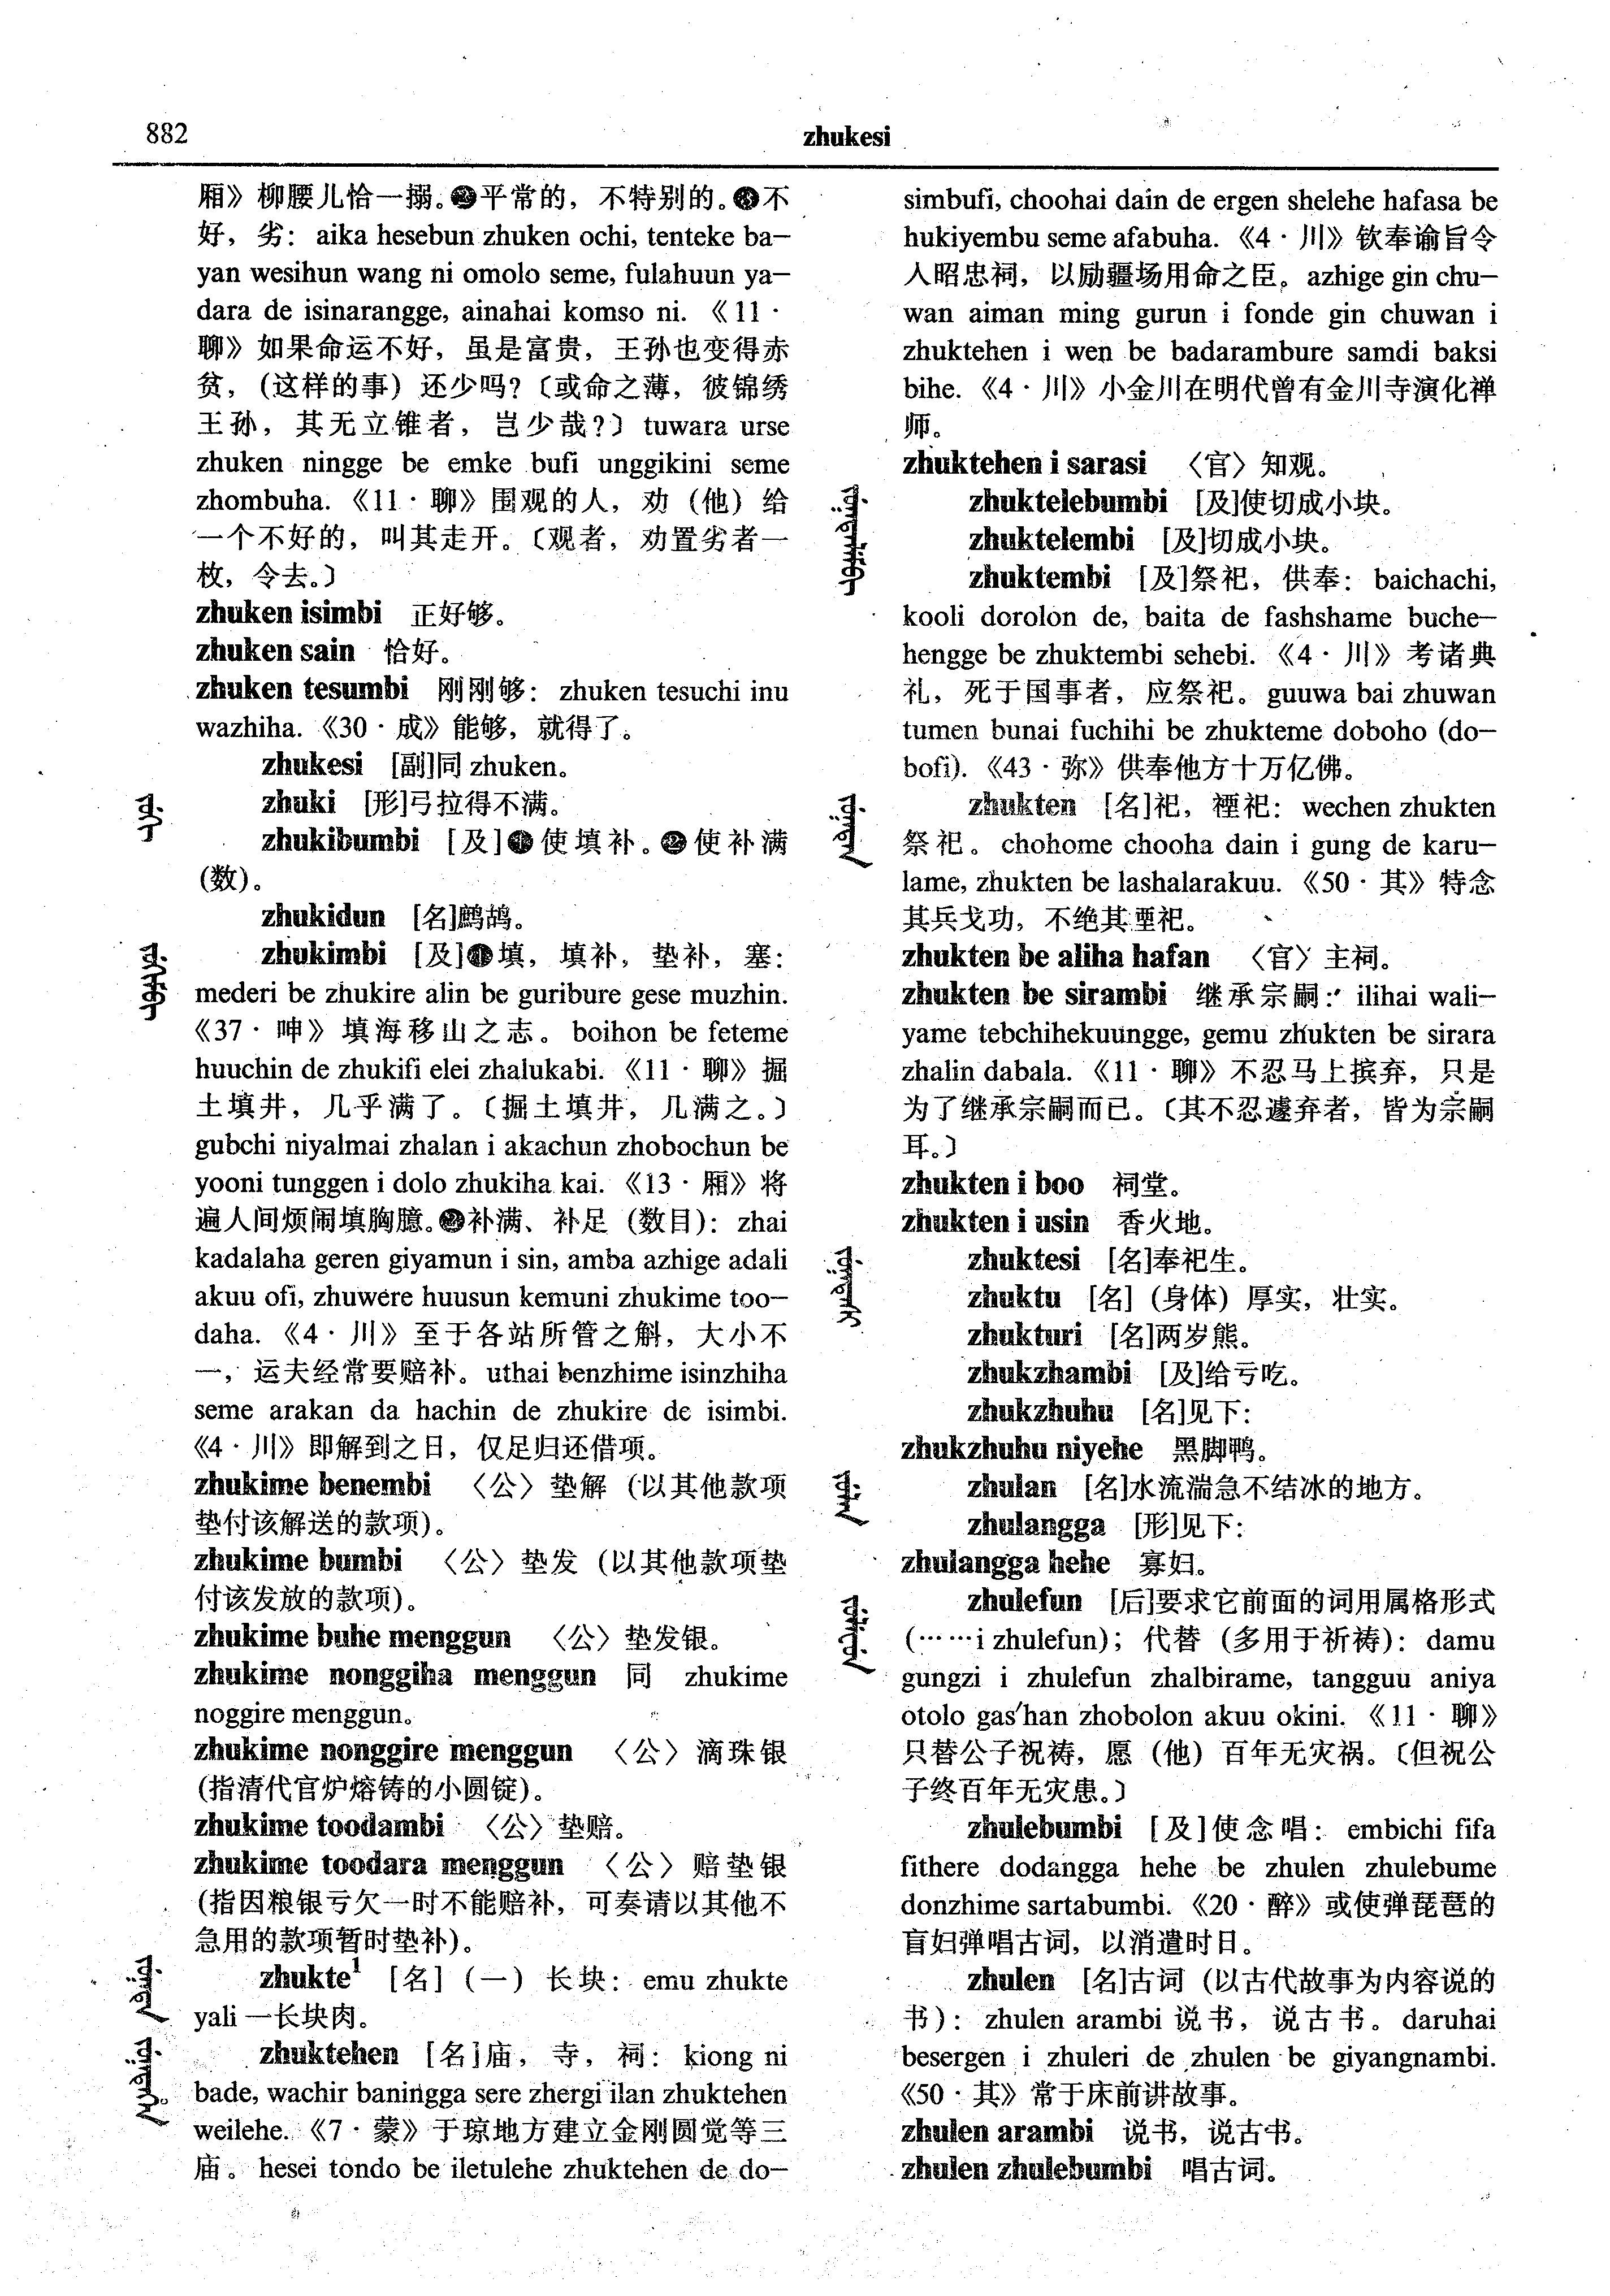 882
zhukesi
厢》柳腰儿恰一搦。❷平常的，不特别的。❸不
好，劣：aika hesebun zhuken ochi, tenteke ba-
yan wesihun wang ni omolo seme, fulahuun ya-
dara de isinarangge, ainahai komso ni. 《11·
聊》如果命运不好，虽是富贵，王孙也变得赤
贫，（这样的事）还少吗？〔或命之薄，彼锦绣
王孙，其无立锥者，岂少哉？〕tuwara urse
zhuken ningge be emke bufi unggikini seme
zhombuha. 《11·聊》围观的人，劝（他）给
一个不好的，叫其走开。〔观者，劝置劣者一
枚，令去。〕
zhuken isimbi 正好够。
zhuken sain 恰好。
zhuken tesumbi 刚刚够：zhuken tesuchi inu
wazhiha. 《30·成》能够，就得了。
zhukesi [副]同 zhuken。
zhuki [形]弓拉得不满。
zhukibumbi [及]❶使填补。❷使补满
（数）。
zhukidun [名]鹧鸪。
zhukimbi [及]❶填，填补，垫补，塞：
mederi be zhukire alin be guribure gese muzhin.
《37·呻》填海移山之志。boihon be feteme
huuchin de zhukifi elei zhalukabi. 《11·聊》掘
土填井，几乎满了。〔掘土填井，几满之。〕
gubchi niyalmai zhalan i akachun zhobochun be
yooni tunggen i dolo zhukiha kai. 《13·厢》将
遍人间烦闹填胸臆。❷补满、补足（数目）：zhai
kadalaha geren giyamun i sin, amba azhige adali
akuu ofi, zhuwere huusun kemuni zhukime too-
daha. 《4·川》至于各站所管之斛，大小不
一，运夫经常要赔补。uthai benzhime isinzhiha
seme arakan da hachin de zhukire de isimbi.
《4·川》即解到之日，仅足归还借项。
zhukime benembi 〈公〉垫解（以其他款项
垫付该解送的款项）。
zhukime bumbi 〈公〉垫发（以其他款项垫
付该发放的款项）。
zhukime buhe menggun 〈公〉垫发银。
zhukime nonggiha menggun 同 zhukime
noggire menggun。
zhukime nonggire menggun 〈公〉滴珠银
（指清代官炉熔铸的小圆锭）。
zhukime toodambi 〈公〉垫赔。
zhukime toodara menggun 〈公〉赔垫银
（指因粮银亏欠一时不能赔补，可奏请以其他不
急用的款项暂时垫补）。
zhukte¹ [名]（一）长块：emu zhukte
yali 一长块肉。
zhuktehen [名]庙，寺，祠：kiong ni
bade, wachir baningga sere zhergi ilan zhuktehen
weilehe. 《7·蒙》于琼地方建立金刚圆觉等三
庙。hesei tondo be iletulehe zhuktehen de do-
simbufi, choohai dain de ergen shelehe hafasa be
hukiyembu seme afabuha. 《4·川》钦奉谕旨令
人昭忠祠，以励疆场用命之臣。azhige gin chu-
wan aiman ming gurun i fonde gin chuwan i
zhuktehen i wen be badarambure samdi baksi
bihe. 《4·川》小金川在明代曾有金川寺演化禅
师。
zhuktehen i sarasi 〈官〉知观。
zhuktelebumbi [及]使切成小块。
zhuktelembi [及]切成小块。
zhuktembi [及]祭祀，供奉：baichachi,
kooli dorolon de, baita de fashshame buche-
hengge be zhuktembi sehebi. 《4·川》考诸典
礼，死于国事者，应祭祀。guuwa bai zhuwan
tumen bunai fuchihi be zhukteme doboho (do-
bofi). 《43·弥》供奉他方十万亿佛。
zhukten [名]祀，禋祀：wechen zhukten
祭祀。chohome chooha dain i gung de karu-
lame, zhukten be lashalarakuu. 《50·其》特念
其兵戈功，不绝其堙祀。
zhukten be aliha hafan 〈官〉主祠。
zhukten be sirambi 继承宗嗣：ilihai wali-
yame tebchihekuungge, gemu zhukten be sirara
zhalin dabala. 《11·聊》不忍马上摈弃，只是
为了继承宗嗣而已。〔其不忍遽弃者，皆为宗嗣
耳。〕
zhukten i boo 祠堂。
zhukten i usin 香火地。
zhuktesi [名]奉祀生。
zhuktu [名]（身体）厚实，壮实。
zhukturi [名]两岁熊。
zhukzhambi [及]给亏吃。
zhukzhuhu [名]见下：
zhukzhuhu niyehe 黑脚鸭。
zhulan [名]水流湍急不结冰的地方。
zhulangga [形]见下：
zhulangga hehe 寡妇。
zhulefun [后]要求它前面的词用属格形式
（……i zhulefun）；代替（多用于祈祷）：damu
gungzi i zhulefun zhalbirame, tangguu aniya
otolo gas'han zhobolon akuu okini. 《11·聊》
只替公子祝祷，愿（他）百年无灾祸。〔但祝公
子终百年无灾患。〕
zhulebumbi [及]使念唱：embichi fifa
fithere dodangga hehe be zhulen zhulebume
donzhime sartabumbi. 《20·醉》或使弹琵琶的
盲妇弹唱古词，以消遣时日。
zhulen [名]古词（以古代故事为内容说的
书）：zhulen arambi 说书，说古书。daruhai
besergen i zhuleri de zhulen be giyangnambi.
《50·其》常于床前讲故事。
zhulen arambi 说书，说古书。
zhulen zhulebumbi 唱古词。